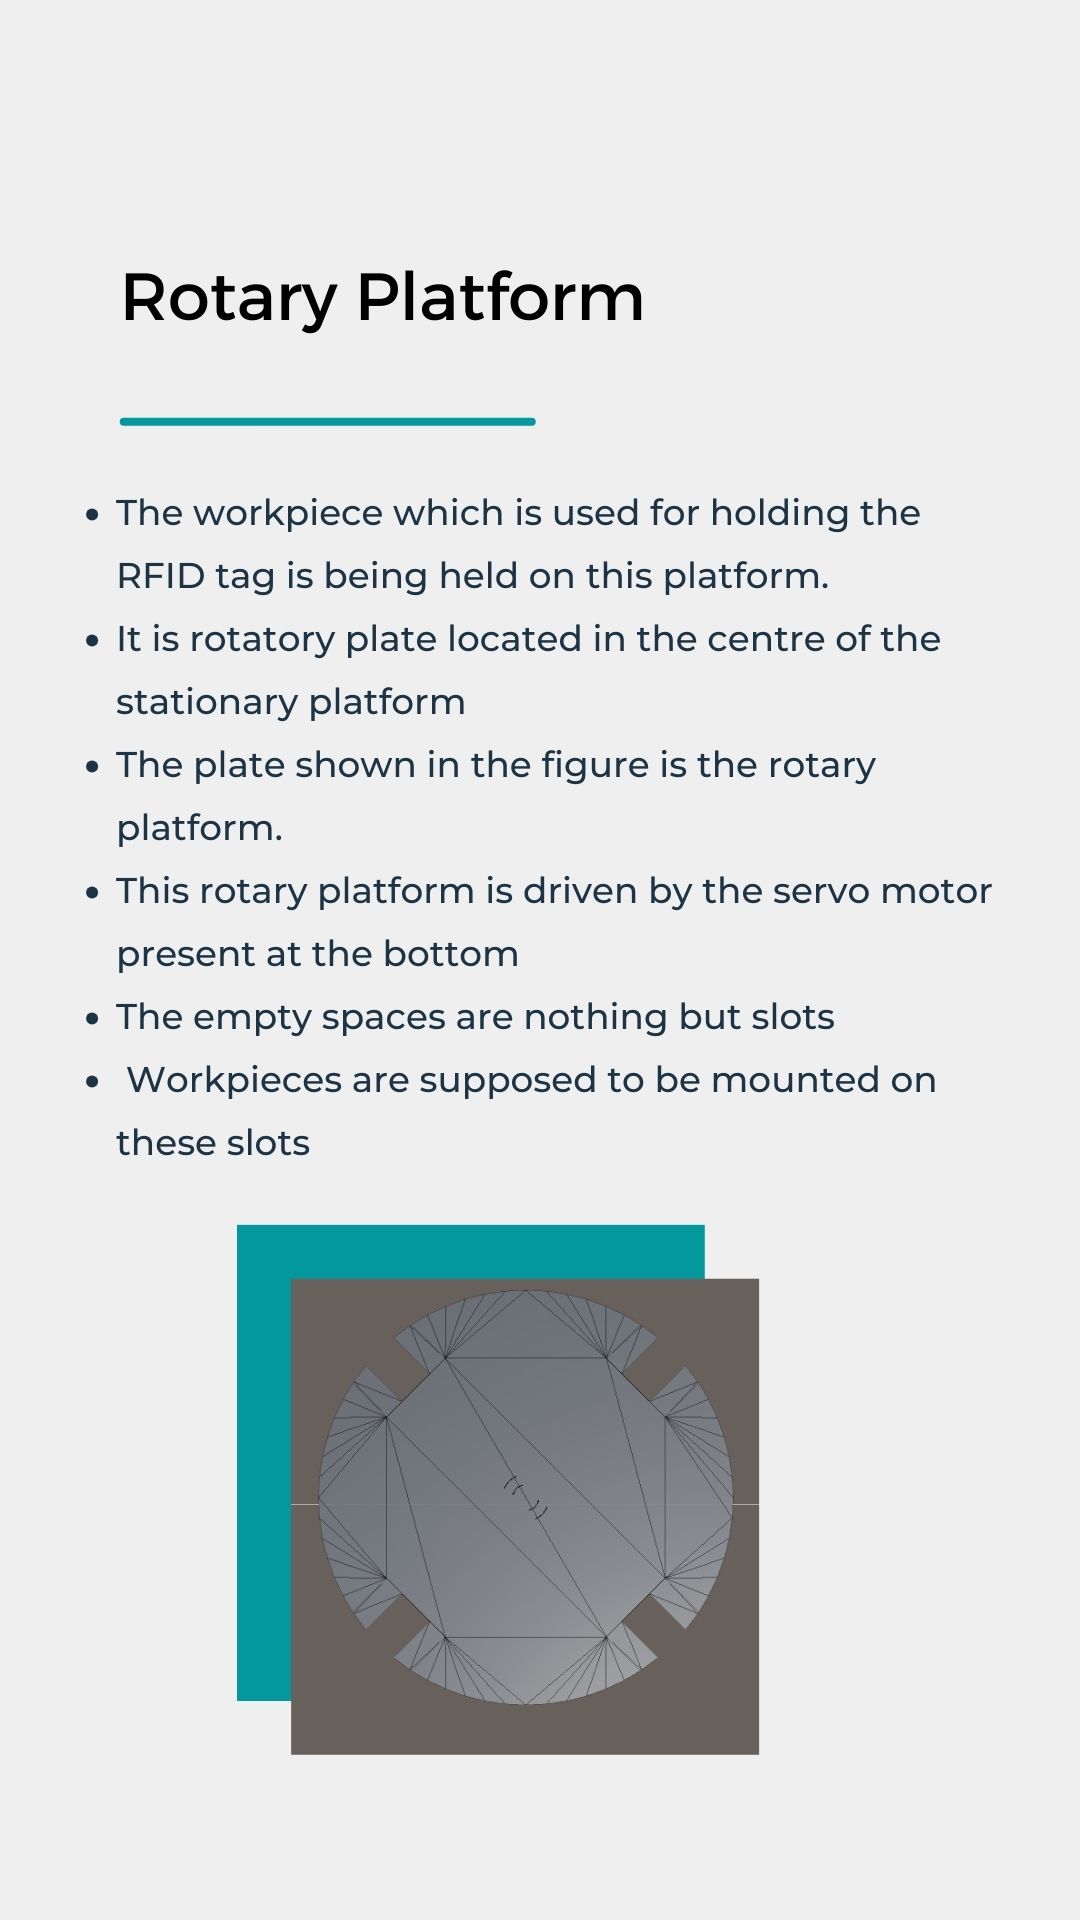 Rotary Platform
• The workpiece which is used for holding the
RFID tag is being held on this platform.
• It is rotatory plate located in the centre of the
stationary platform
• The plate shown in the figure is the rotary
platform.
• This rotary platform is driven by the servo motor
present at the bottom
• The empty spaces are nothing but slots
• Workpieces are supposed to be mounted on
these slots